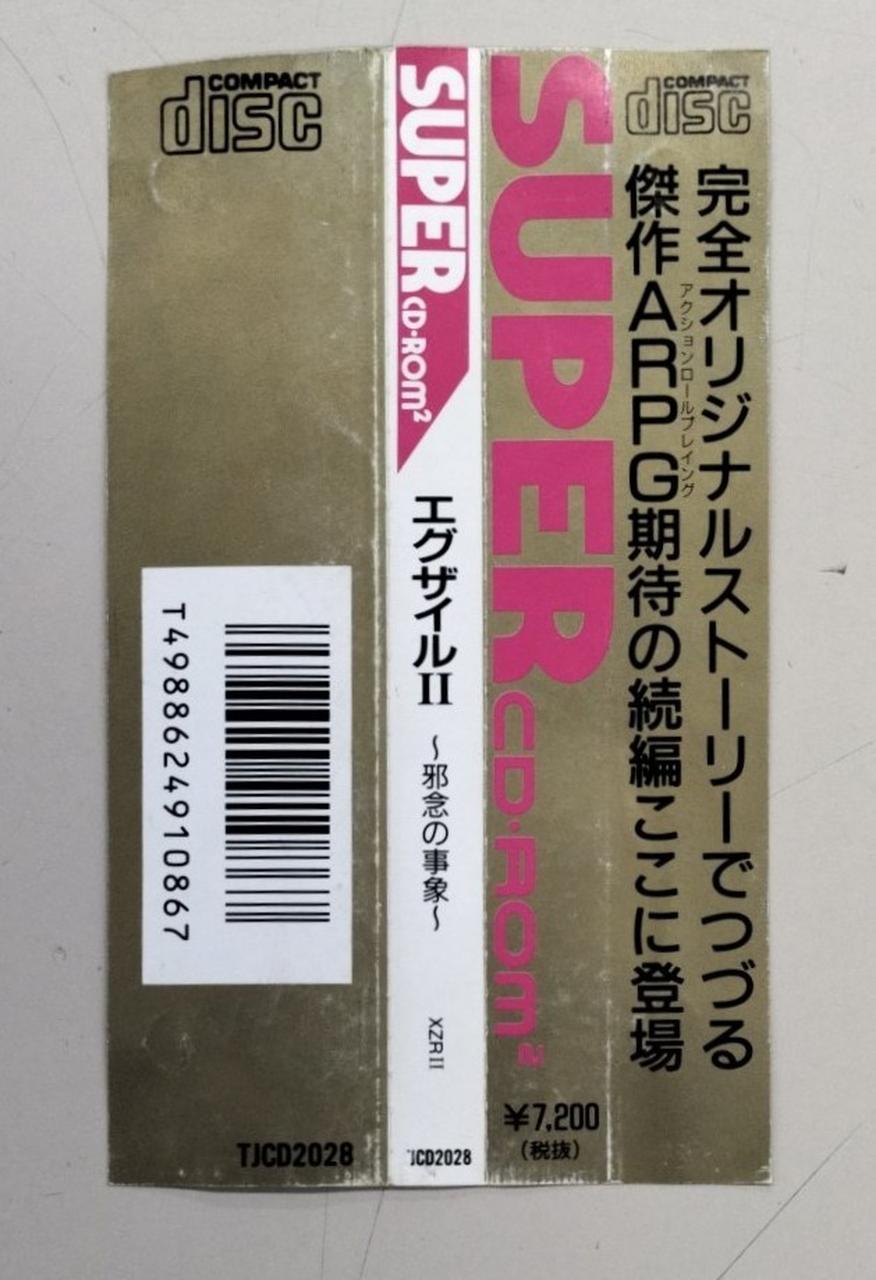 COMPACT
disc
T4988624910867
TJCD2028
SUPER CD·ROM²
エグザイルII
〜邪念の事象〜
XZRII
JCD2028
SUPER CD·ROM²
¥7,200
(税抜)
COMPACT
disc
完全オリジナルストーリーでつづる
傑作ARPG期待の続編ここに登場
アクションロールプレイング